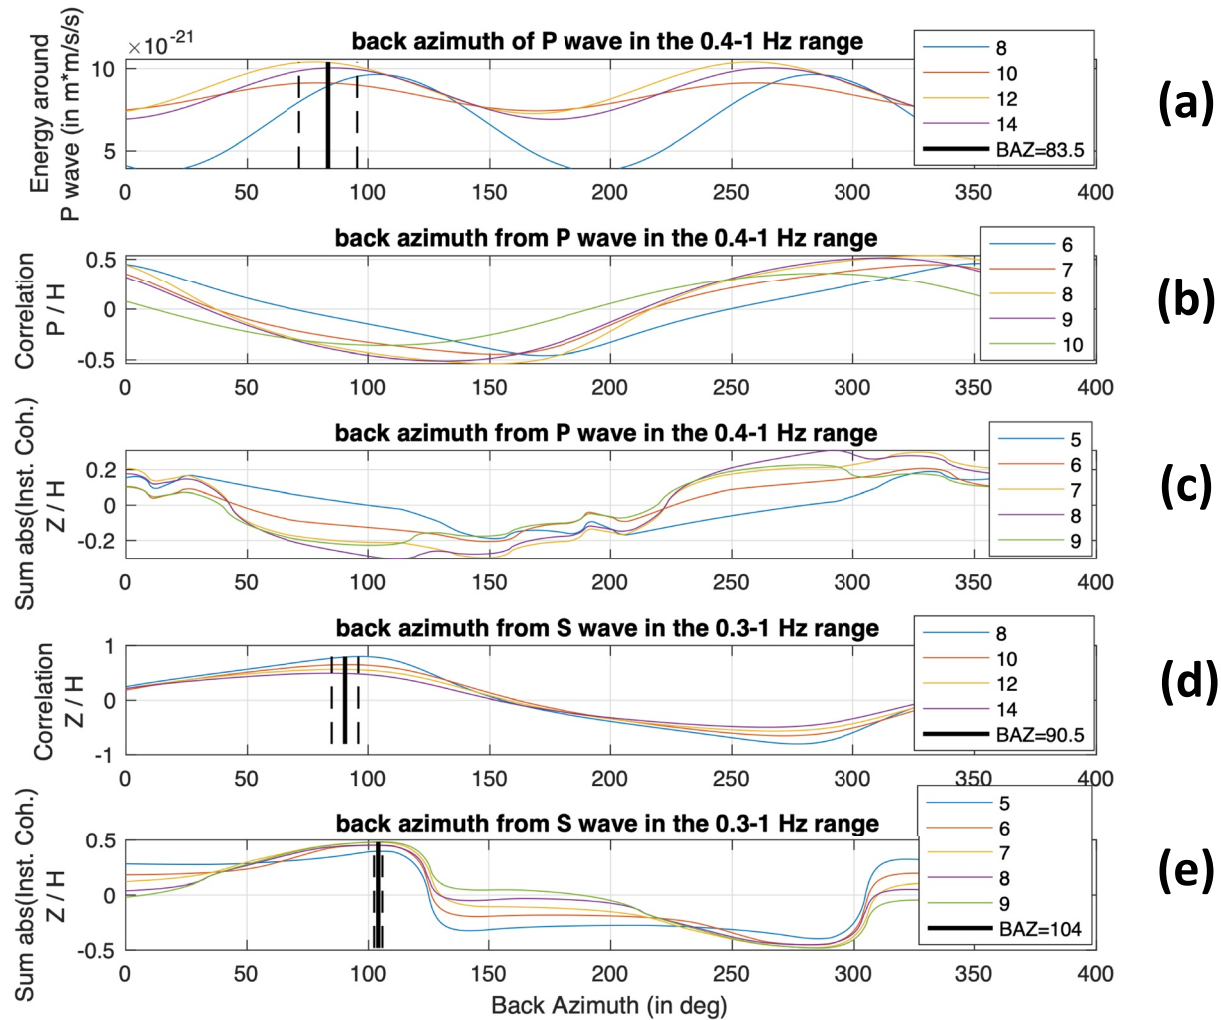 ×10^-21
back azimuth of P wave in the 0.4-1 Hz range
Energy around
P wave (in m*m/s/s)
10
5
0 50 100 150 200 250 300 350 400
8
10
12
14
BAZ=83.5
(a)
back azimuth from P wave in the 0.4-1 Hz range
Correlation
P / H
0.5
0
-0.5
0 50 100 150 200 250 300 350 400
6
7
8
9
10
(b)
back azimuth from P wave in the 0.4-1 Hz range
Sum abs(Inst. Coh.)
Z / H
0.2
0
-0.2
0 50 100 150 200 250 300 350 400
5
6
7
8
9
(c)
back azimuth from S wave in the 0.3-1 Hz range
Correlation
Z / H
1
0
-1
0 50 100 150 200 250 300 350 400
8
10
12
14
BAZ=90.5
(d)
back azimuth from S wave in the 0.3-1 Hz range
Sum abs(Inst. Coh.)
Z / H
0.5
0
-0.5
0 50 100 150 200 250 300 350 400
5
6
7
8
9
BAZ=104
(e)
Back Azimuth (in deg)